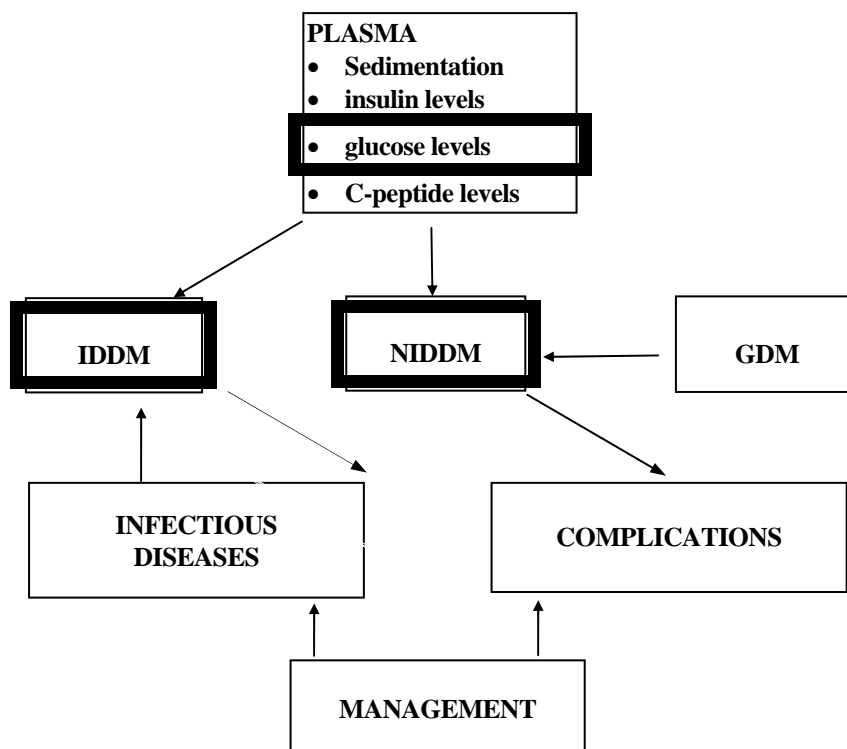 PLASMA
• Sedimentation
• insulin levels
• glucose levels
• C-peptide levels
IDDM
NIDDM
GDM
INFECTIOUS
DISEASES
COMPLICATIONS
MANAGEMENT